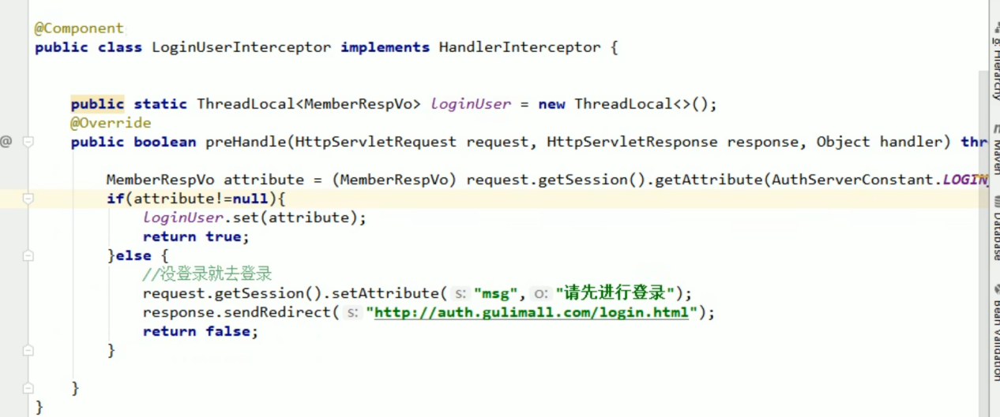 @Component
public class LoginUserInterceptor implements HandlerInterceptor {
public static ThreadLocal<MemberRespVo> loginUser = new ThreadLocal<>();
@Override
public boolean preHandle(HttpServletRequest request, HttpServletResponse response, Object handler) thr
MemberRespVo attribute = (MemberRespVo) request.getSession().getAttribute(AuthServerConstant.LOGIN_
if(attribute!=null){
loginUser.set(attribute);
return true;
}else {
//没登录就去登录
request.getSession().setAttribute( s: "msg", o: "请先进行登录");
response.sendRedirect( s: "http://auth.gulimall.com/login.html");
return false;
}
}
}
Hierarchy
Maven
Database
Bean Validation